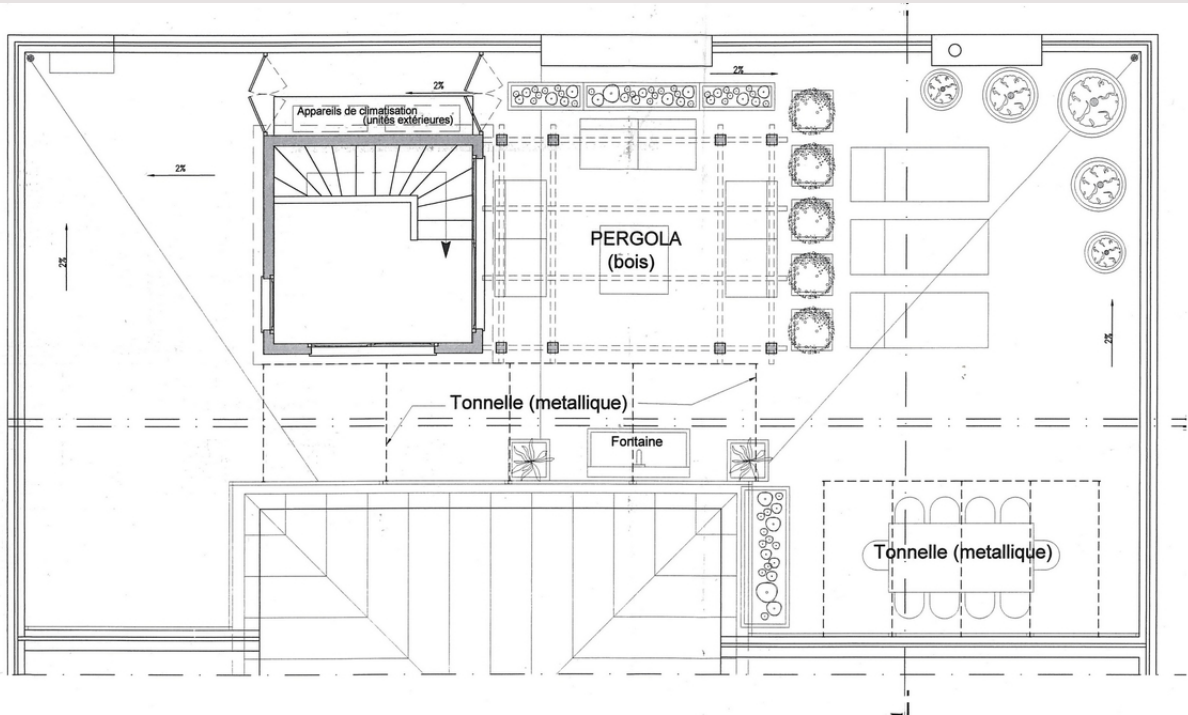 2%
2%
Appareils de climatisation
(unités extérieures)
2%
2%
PERGOLA
(bois)
2%
Tonnelle (metallique)
Fontaine
Tonnelle (metallique)